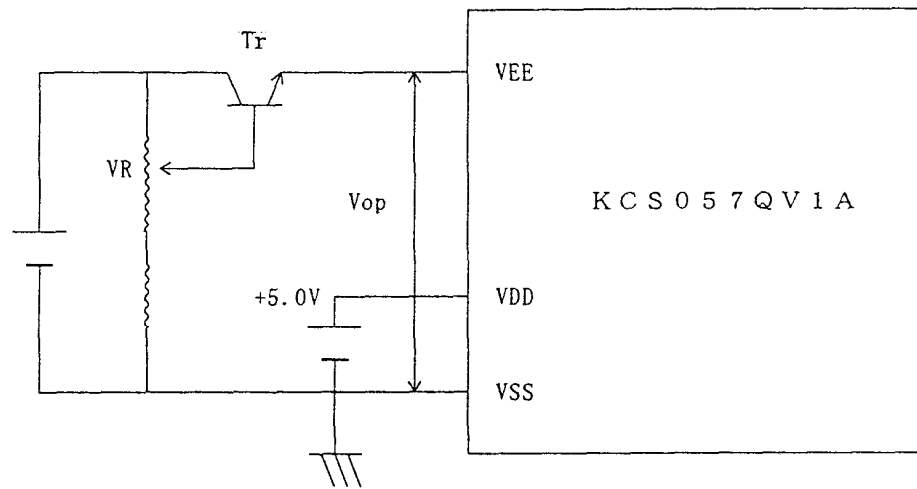 Tr
VEE
VR
Vop
KCS057QV1A
+5.0V
VDD
VSS